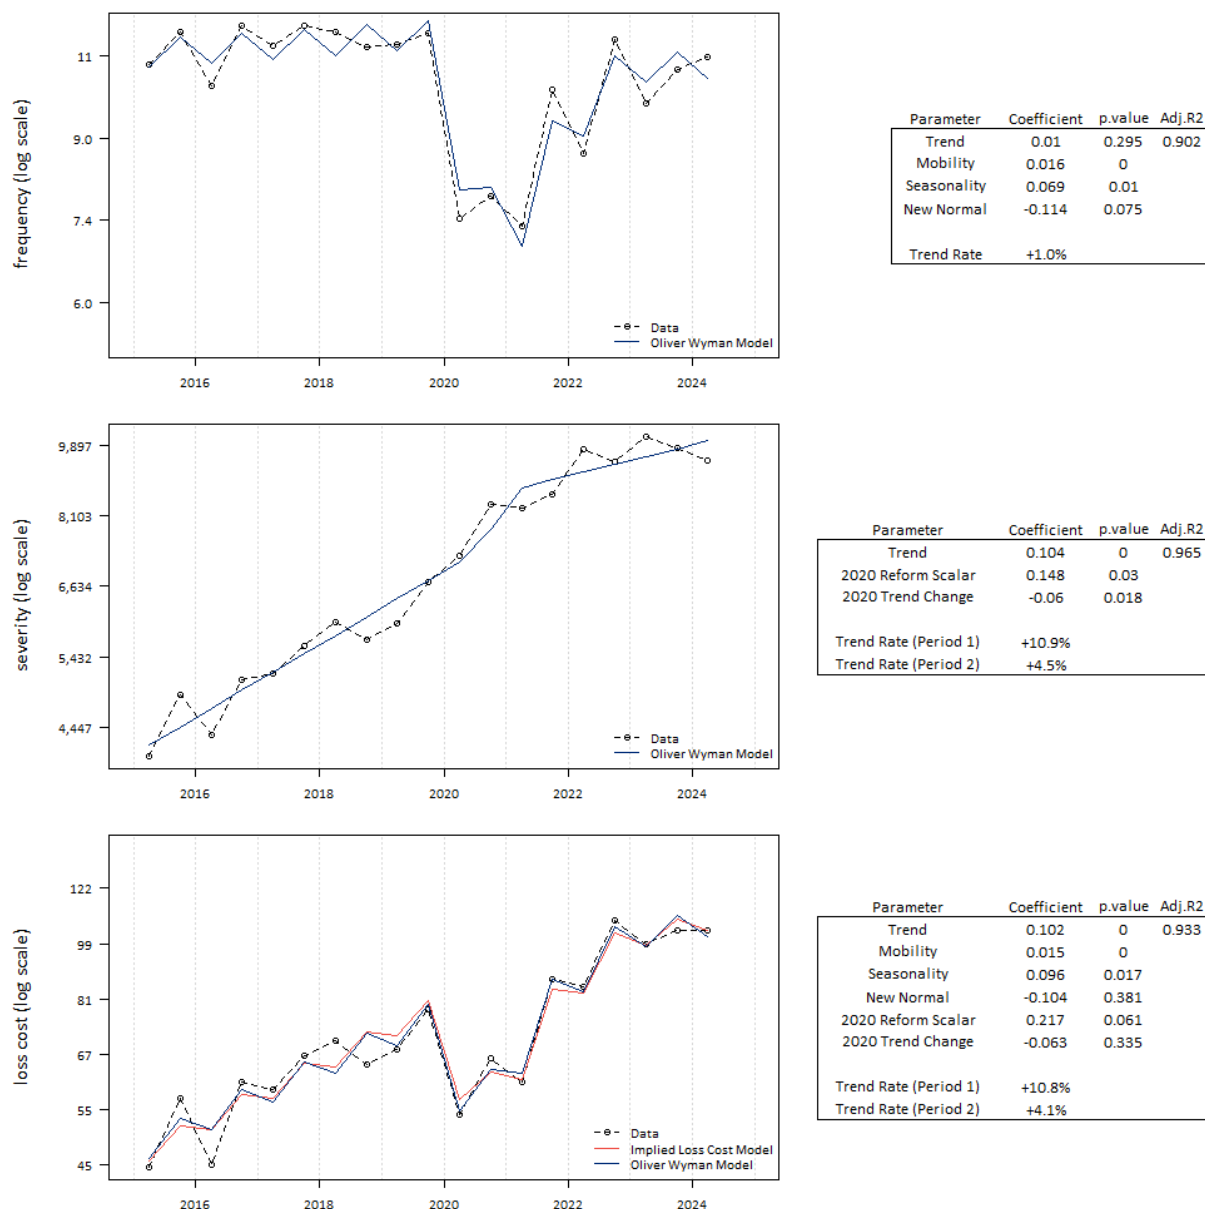 frequency (log scale)
11
9.0
7.4
6.0
Data
Oliver Wyman Model
2016 2018 2020 2022 2024
Parameter Coefficient p.value Adj.R2
Trend 0.01 0.295 0.902
Mobility 0.016 0
Seasonality 0.069 0.01
New Normal -0.114 0.075
Trend Rate +1.0%
severity (log scale)
9,897
8,103
6,634
5,432
4,447
Data
Oliver Wyman Model
2016 2018 2020 2022 2024
Parameter Coefficient p.value Adj.R2
Trend 0.104 0 0.965
2020 Reform Scalar 0.148 0.03
2020 Trend Change -0.06 0.018
Trend Rate (Period 1) +10.9%
Trend Rate (Period 2) +4.5%
loss cost (log scale)
122
99
81
67
55
45
Data
Implied Loss Cost Model
Oliver Wyman Model
2016 2018 2020 2022 2024
Parameter Coefficient p.value Adj.R2
Trend 0.102 0 0.933
Mobility 0.015 0
Seasonality 0.096 0.017
New Normal -0.104 0.381
2020 Reform Scalar 0.217 0.061
2020 Trend Change -0.063 0.335
Trend Rate (Period 1) +10.8%
Trend Rate (Period 2) +4.1%